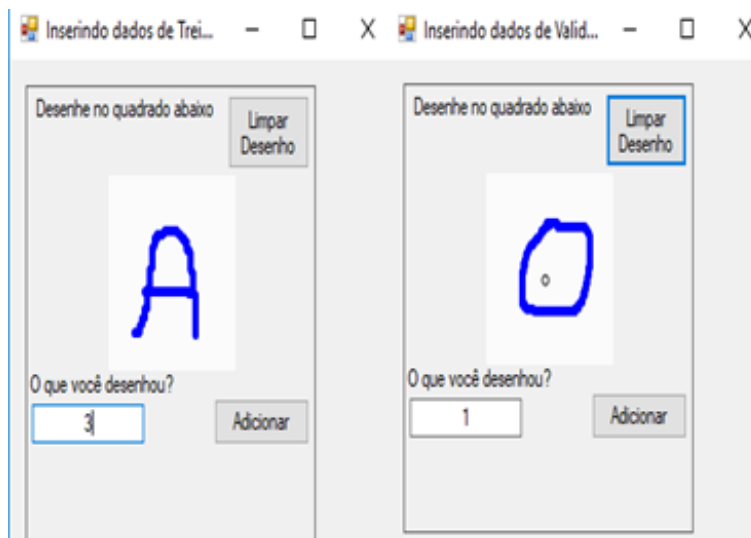 Inserindo dados de Trei...
Desenhe no quadrado abaixo
Limpar
Desenho
A
O que você desenhou?
3
Adicionar
Inserindo dados de Valid...
Desenhe no quadrado abaixo
Limpar
Desenho
O que você desenhou?
1
Adicionar